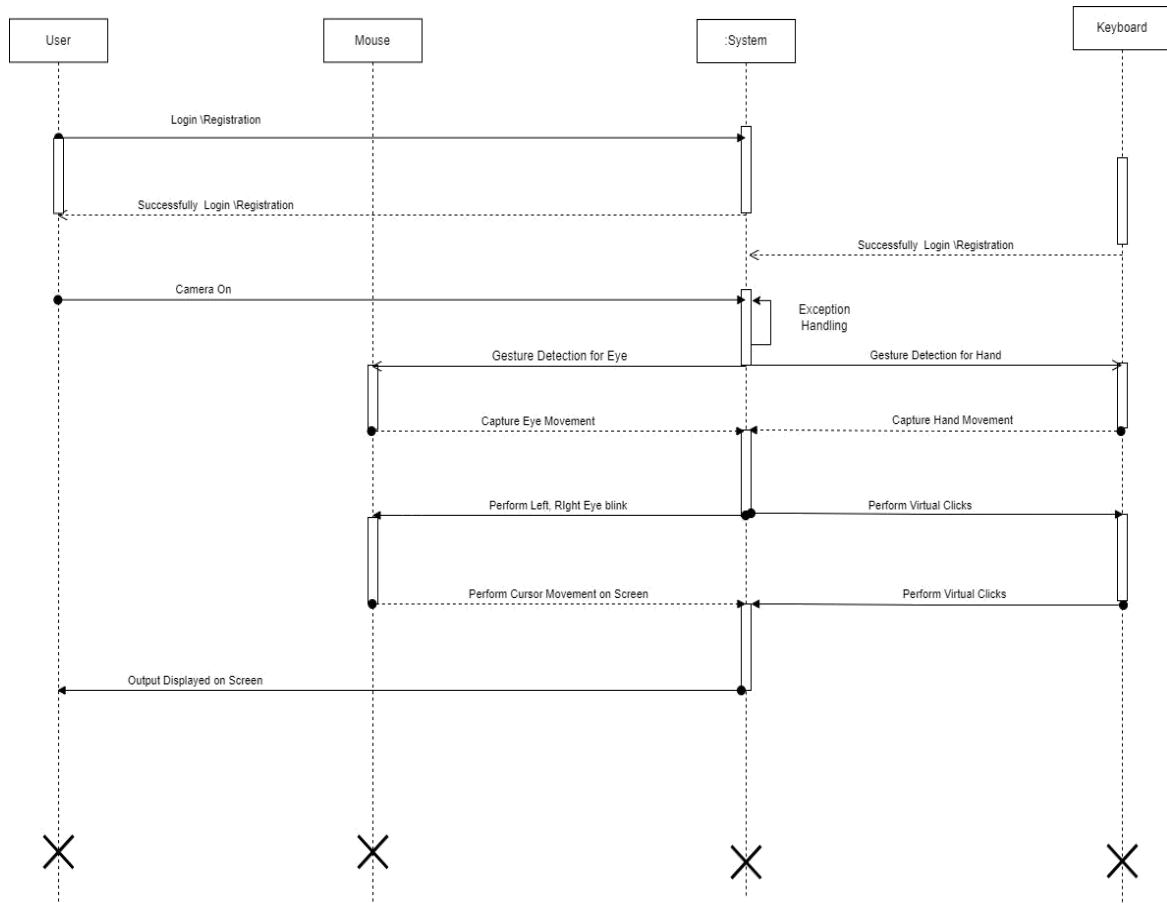 User
Mouse
:System
Keyboard
Login \Registration
Successfully Login \Registration
Successfully Login \Registration
Camera On
Exception
Handling
Gesture Detection for Eye
Gesture Detection for Hand
Capture Eye Movement
Capture Hand Movement
Perform Left, RIght Eye blink
Perform Virtual Clicks
Perform Cursor Movement on Screen
Perform Virtual Clicks
Output Displayed on Screen